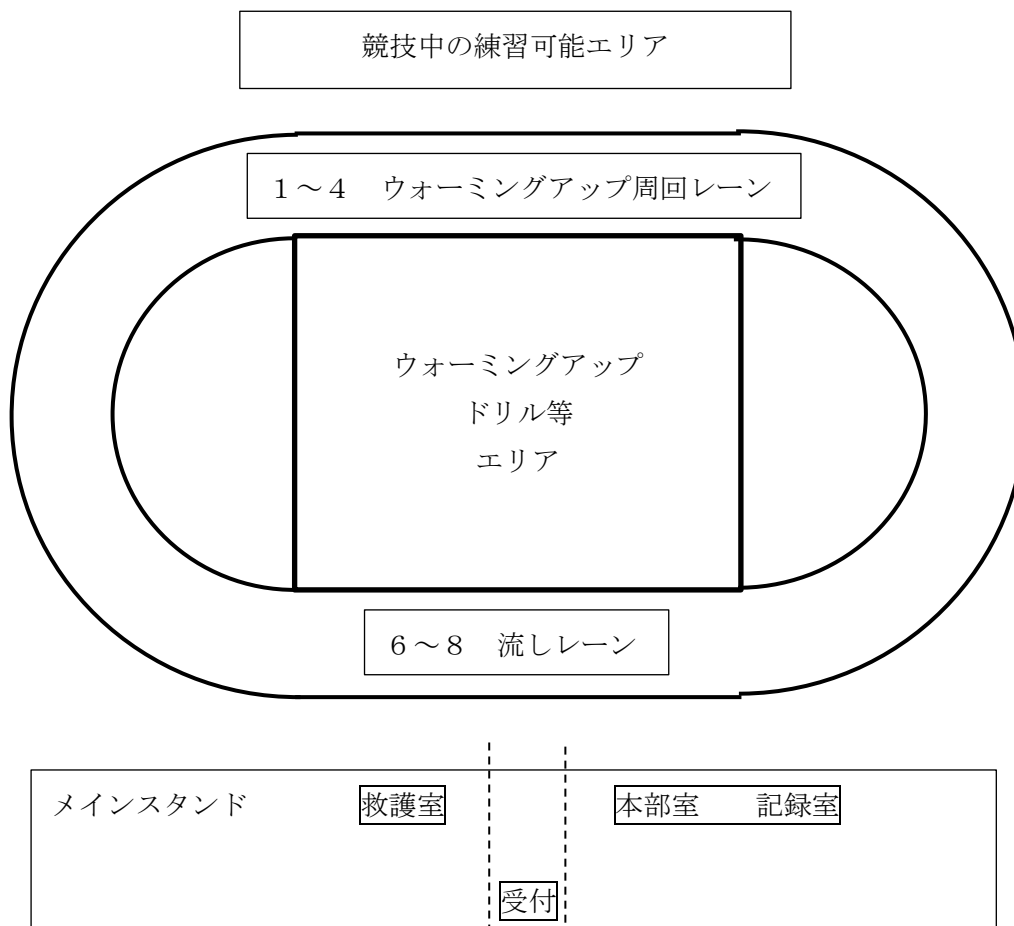 競技中の練習可能エリア
１～４　ウォーミングアップ周回レーン
ウォーミングアップ
ドリル等
エリア
６～８　流しレーン
メインスタンド　救護室　本部室　記録室
受付